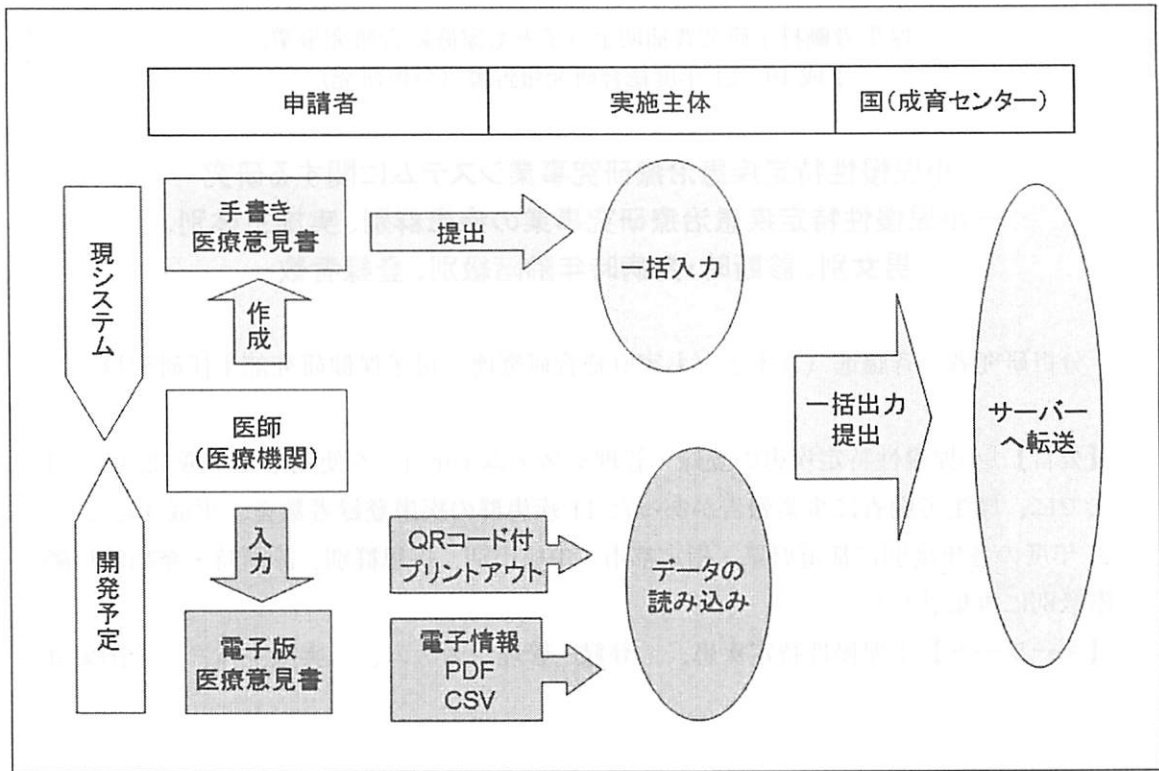 申請者
実施主体
国(成育センター)
現システム
手書き
医療意見書
提出
一括入力
作成
医師
(医療機関)
一括出力
提出
サーバー
へ転送
開発予定
入力
QRコード付
プリントアウト
データの
読み込み
電子版
医療意見書
電子情報
PDF
CSV